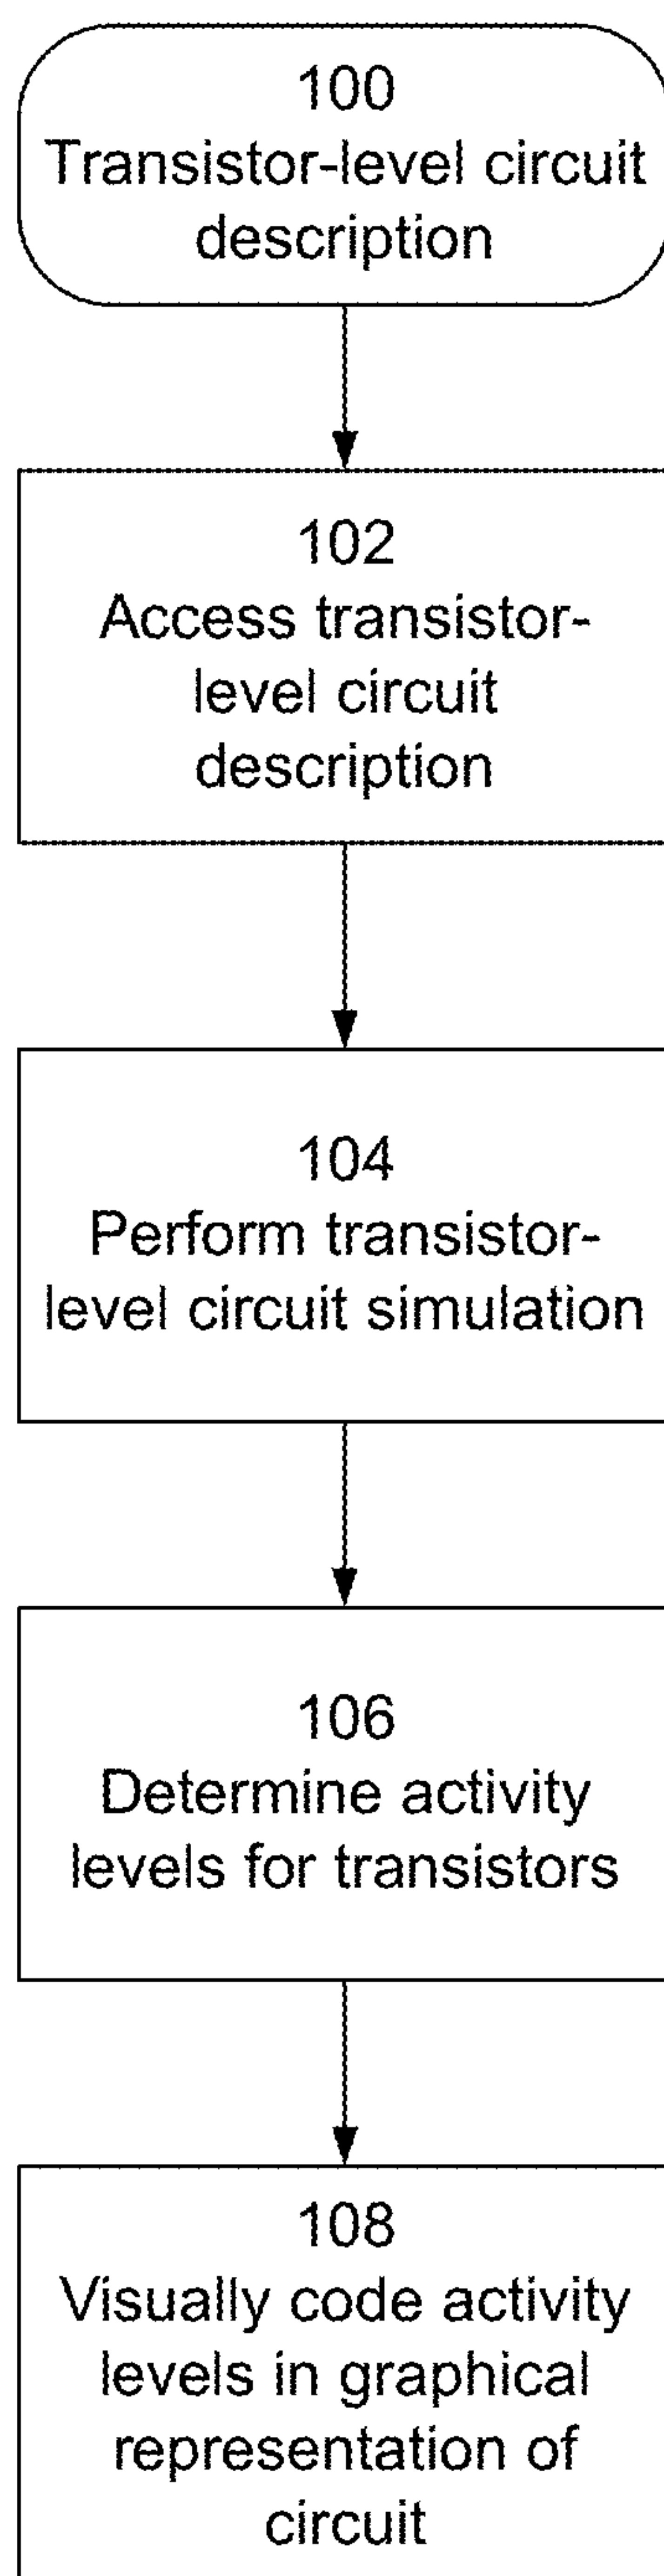 100
Transistor-level circuit
description
102
Access transistor-
level circuit
description
104
Perform transistor-
level circuit simulation
106
Determine activity
levels for transistors
108
Visually code activity
levels in graphical
representation of
circuit